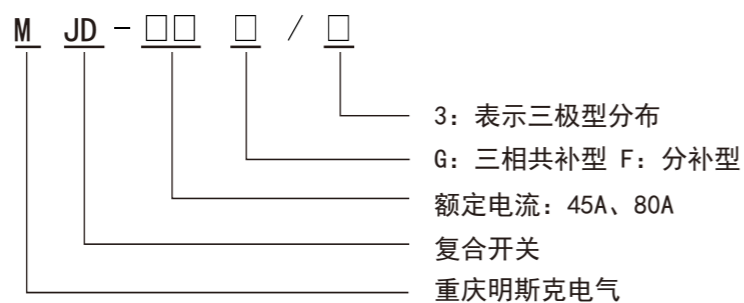 M JD-□□ □/□
3：表示三极型分布
G：三相共补型 F：分补型
额定电流：45A、80A
复合开关
重庆明斯克电气